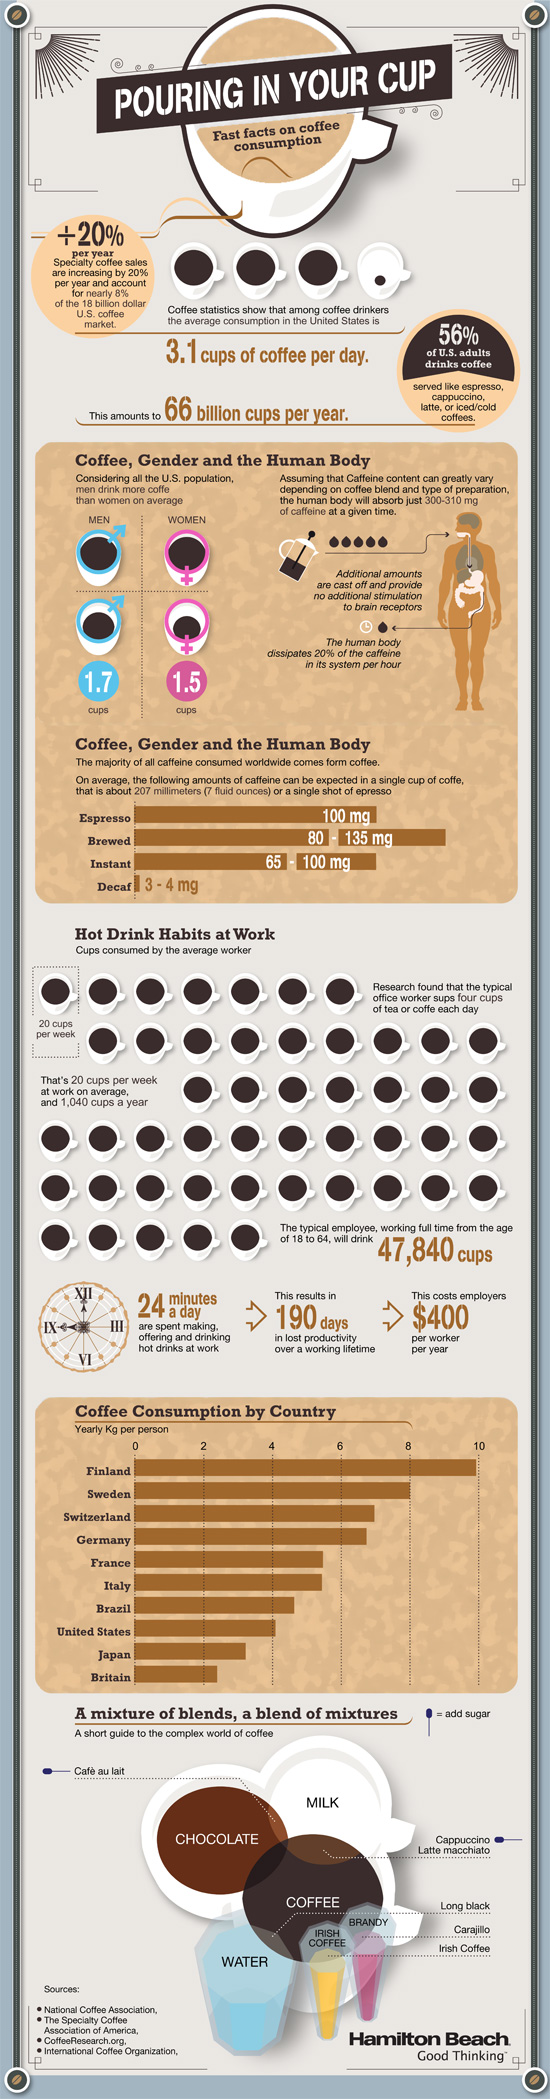 POURING IN YOUR CUP
Fast facts on coffee
consumption
+20%
per year
Specialty coffee sales
are increasing by 20%
per year and account
for nearly 8%
of the 18 billion dollar
U.S. coffee
market.
Coffee statistics show that among coffee drinkers
the average consumption in the United States is
3.1 cups of coffee per day.
56%
of U.S. adults
drinks coffee
served like espresso,
cappuccino,
latte, or iced/cold
coffees.
This amounts to 66 billion cups per year.
Coffee, Gender and the Human Body
Considering all the U.S. population,
men drink more coffe
than women on average
MEN
WOMEN
1.7
cups
1.5
cups
Assuming that Caffeine content can greatly vary
depending on coffee blend and type of preparation,
the human body will absorb just 300-310 mg
of caffeine at a given time.
Additional amounts
are cast off and provide
no additional stimulation
to brain receptors
The human body
dissipates 20% of the caffeine
in its system per hour
Coffee, Gender and the Human Body
The majority of all caffeine consumed worldwide comes form coffee.
On average, the following amounts of caffeine can be expected in a single cup of coffe,
that is about 207 millimeters (7 fluid ounces) or a single shot of epresso
Espresso 100 mg
Brewed 80 - 135 mg
Instant 65 - 100 mg
Decaf 3 - 4 mg
Hot Drink Habits at Work
Cups consumed by the average worker
20 cups
per week
Research found that the typical
office worker sups four cups
of tea or coffe each day
That's 20 cups per week
at work on average,
and 1,040 cups a year
The typical employee, working full time from the age
of 18 to 64, will drink 47,840 cups
XII
III
VI
IX
24 minutes
a day
are spent making,
offering and drinking
hot drinks at work
This results in
190 days
in lost productivity
over a working lifetime
This costs employers
$400
per worker
per year
Coffee Consumption by Country
Yearly Kg per person
0 2 4 6 8 10
Finland
Sweden
Switzerland
Germany
France
Italy
Brazil
United States
Japan
Britain
A mixture of blends, a blend of mixtures
= add sugar
A short guide to the complex world of coffee
Cafè au lait
MILK
CHOCOLATE
Cappuccino
Latte macchiato
COFFEE
Long black
BRANDY
Carajillo
IRISH
COFFEE
Irish Coffee
WATER
Sources:
National Coffee Association,
The Specialty Coffee
Association of America,
CoffeeResearch.org,
International Coffee Organization,
Hamilton Beach
Good Thinking™